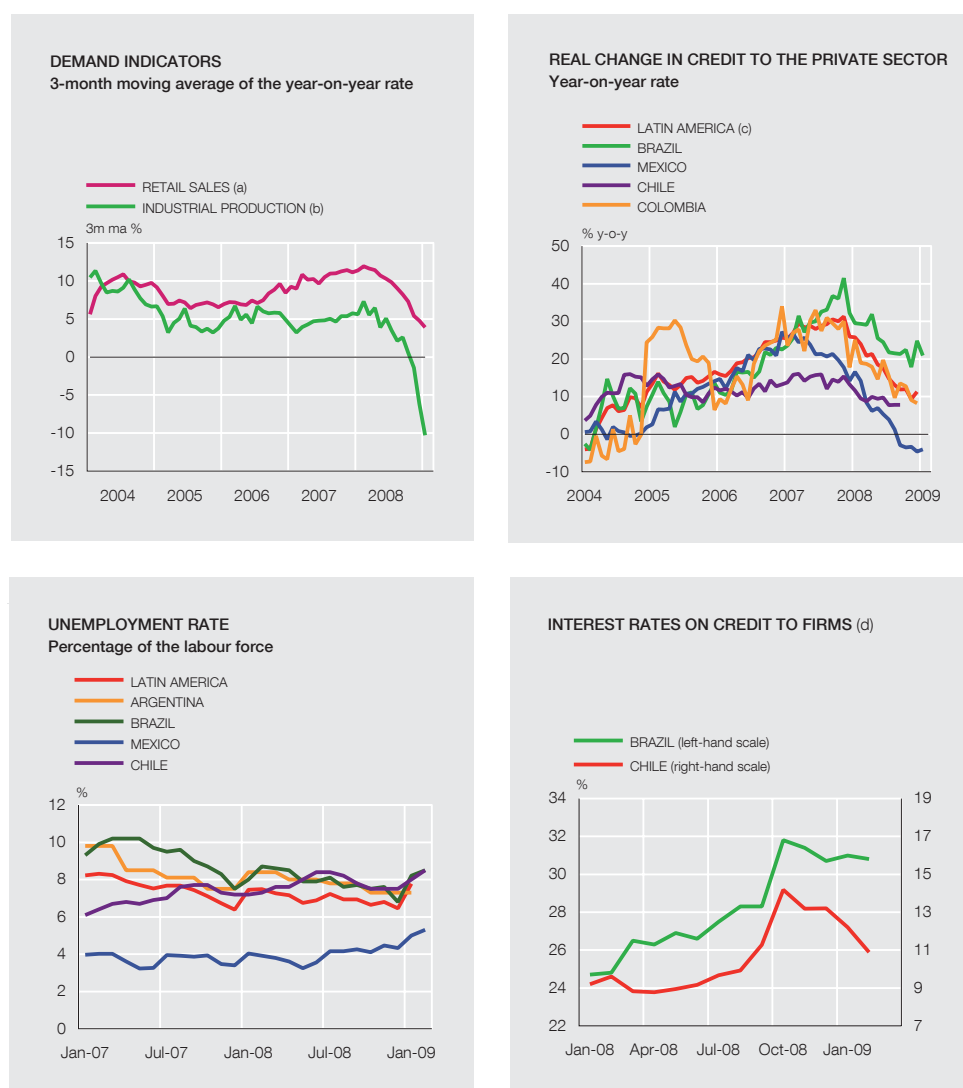 DEMAND INDICATORS
3-month moving average of the year-on-year rate
RETAIL SALES (a)
INDUSTRIAL PRODUCTION (b)
3m ma %
15
10
5
0
-5
-10
-15
2004 2005 2006 2007 2008
REAL CHANGE IN CREDIT TO THE PRIVATE SECTOR
Year-on-year rate
LATIN AMERICA (c)
BRAZIL
MEXICO
CHILE
COLOMBIA
% y-o-y
50
40
30
20
10
0
-10
2004 2005 2006 2007 2008 2009
UNEMPLOYMENT RATE
Percentage of the labour force
LATIN AMERICA
ARGENTINA
BRAZIL
MEXICO
CHILE
%
12
10
8
6
4
2
0
Jan-07 Jul-07 Jan-08 Jul-08 Jan-09
INTEREST RATES ON CREDIT TO FIRMS (d)
BRAZIL (left-hand scale)
CHILE (right-hand scale)
%
34 19
32 17
30 15
28 13
26 11
24 9
22 7
Jan-08 Apr-08 Jul-08 Oct-08 Jan-09